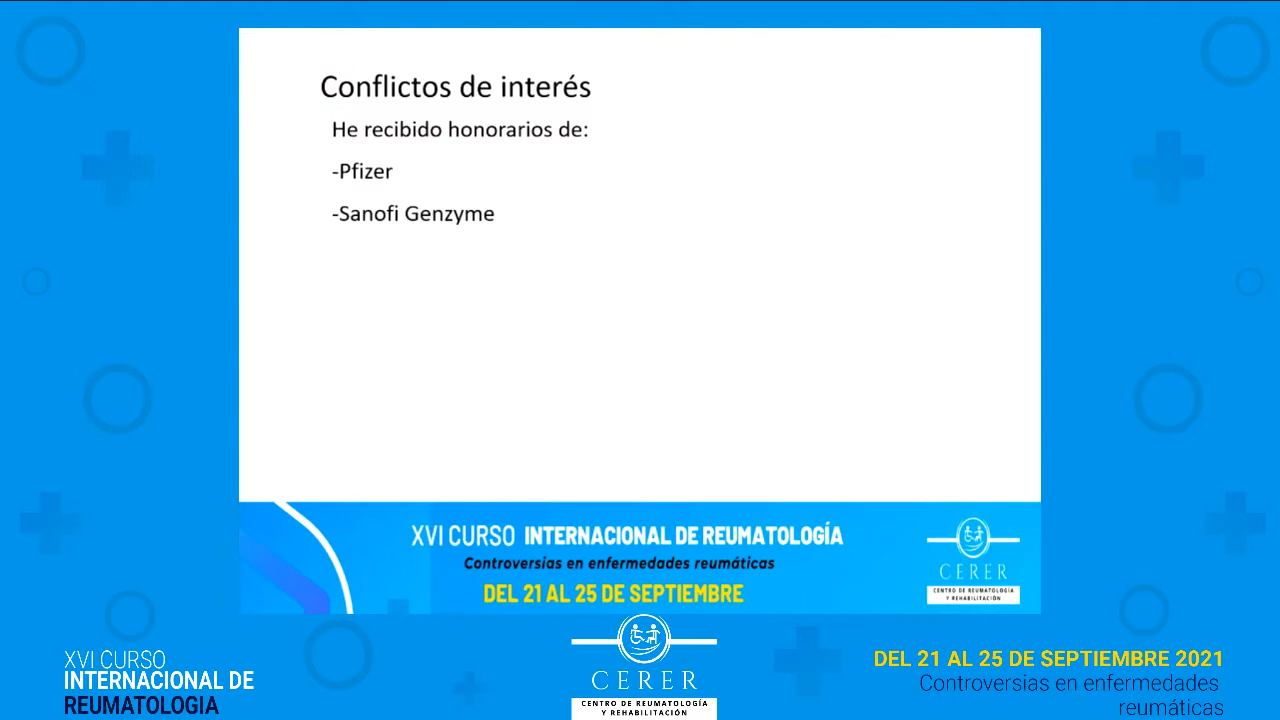 Conflictos de interés
He recibido honorarios de:
-Pfizer
-Sanofi Genzyme
XVI CURSO INTERNACIONAL DE REUMATOLOGÍA
Controversias en enfermedades reumáticas
DEL 21 AL 25 DE SEPTIEMBRE
CERER
CENTRO DE REUMATOLOGÍA
Y REHABILITACIÓN
XVI CURSO
INTERNACIONAL DE
REUMATOLOGIA
CERER
CENTRO DE REUMATOLOGÍA
Y REHABILITACIÓN
DEL 21 AL 25 DE SEPTIEMBRE 2021
Controversias en enfermedades
reumáticas